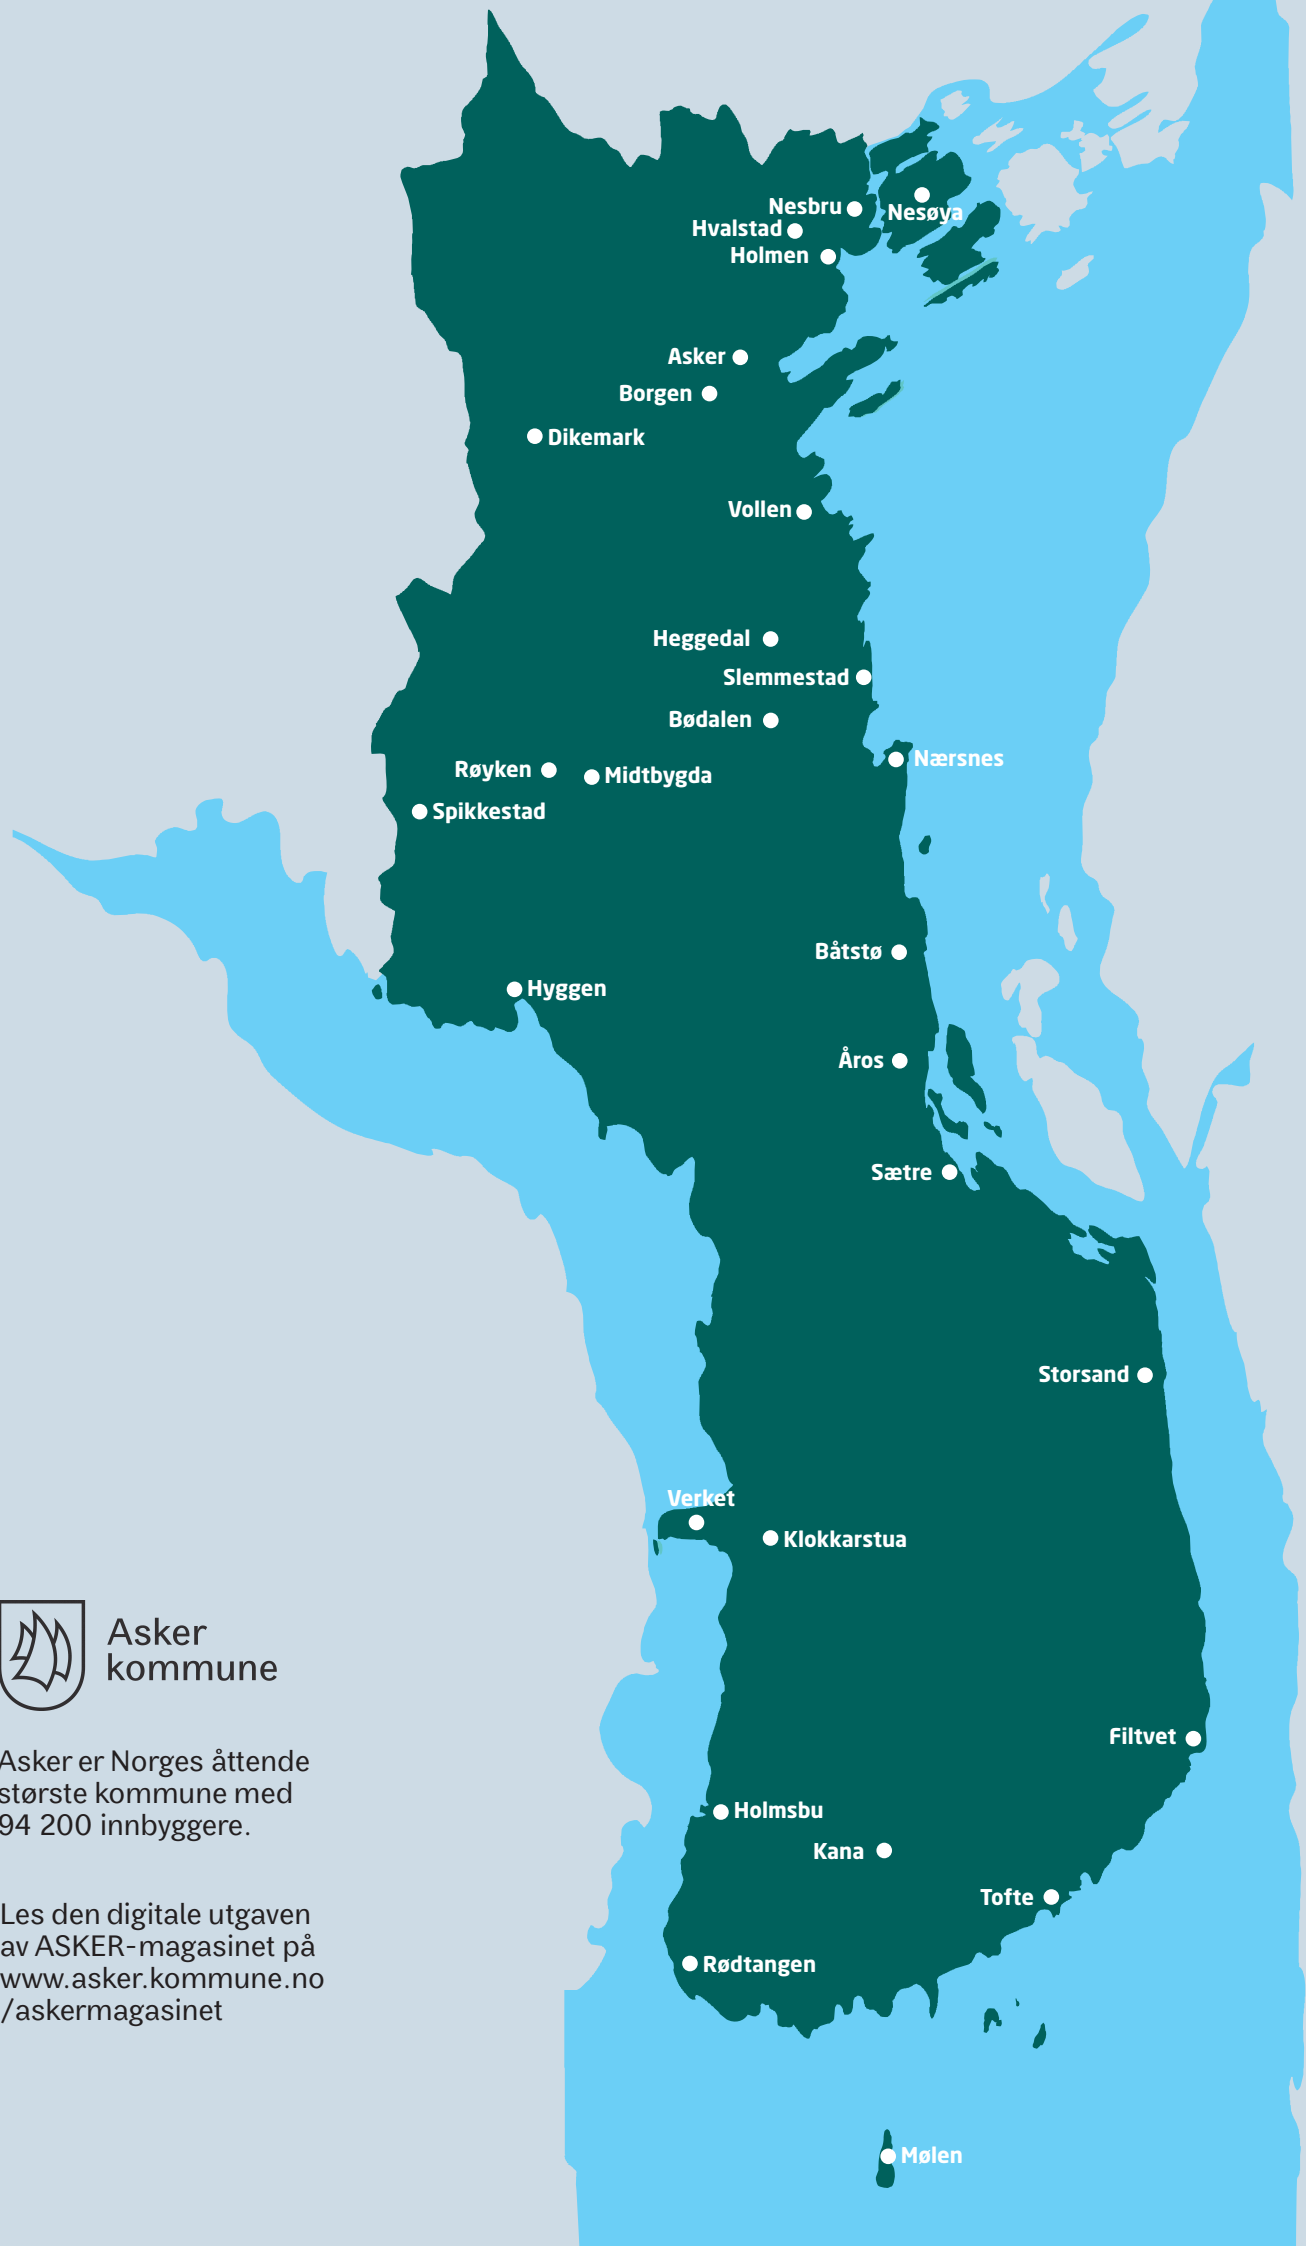 Nesbru
Nesøya
Hvalstad
Holmen
Asker
Borgen
Dikemark
Vollen
Heggedal
Slemmestad
Bødalen
Nærsnes
Røyken
Midtbygda
Spikkestad
Båtstø
Hyggen
Åros
Sætre
Storsand
Verket
Klokkarstua
Asker
kommune
Filtvet
Asker er Norges åttende
største kommune med
94 200 innbyggere.
Holmsbu
Kana
Tofte
Les den digitale utgaven
av ASKER-magasinet på
www.asker.kommune.no
/askermagasinet
Rødtangen
Mølen